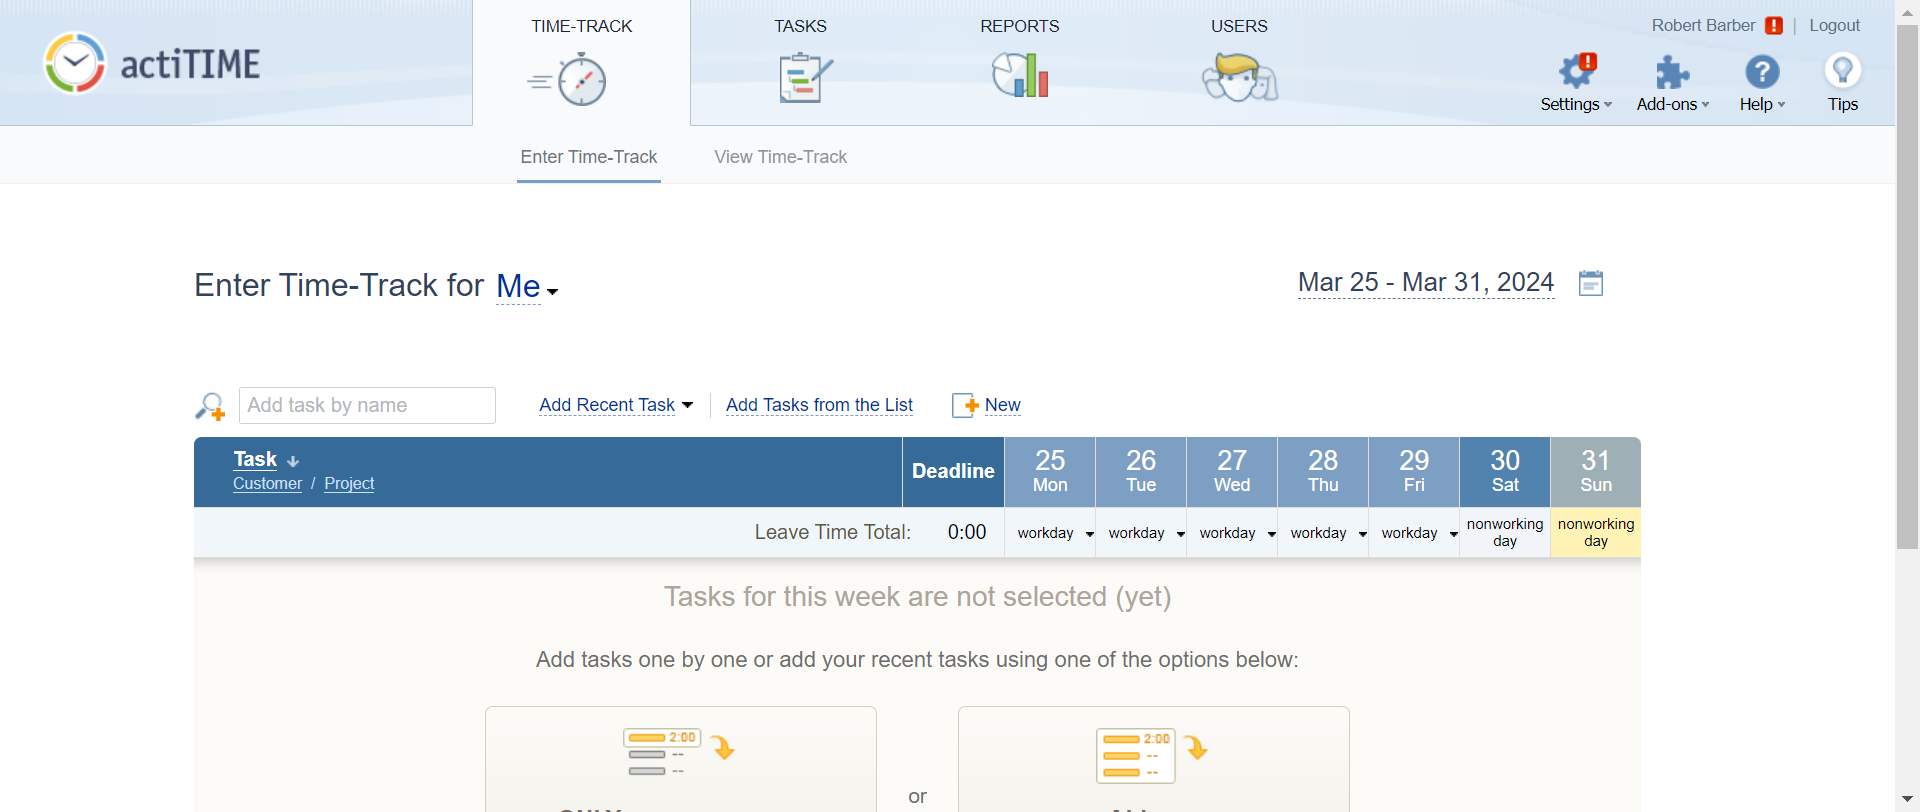 actiTIME
TIME-TRACK
TASKS
REPORTS
USERS
Robert Barber ! | Logout
Settings
Add-ons
Help
Tips
Enter Time-Track
View Time-Track
Enter Time-Track for Me
Mar 25 - Mar 31, 2024
Add task by name
Add Recent Task
Add Tasks from the List
New
Task
Customer / Project
Deadline
25
Mon
26
Tue
27
Wed
28
Thu
29
Fri
30
Sat
31
Sun
Leave Time Total: 0:00
workday
workday
workday
workday
workday
nonworking
day
nonworking
day
Tasks for this week are not selected (yet)
Add tasks one by one or add your recent tasks using one of the options below:
2:00
--
--
or
2:00
--
--